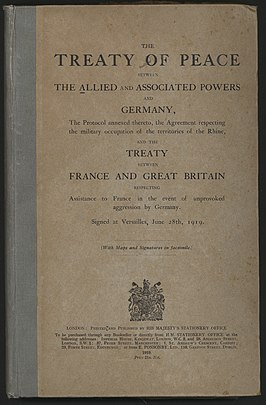 THE
TREATY OF PEACE
BETWEEN
THE ALLIED AND ASSOCIATED POWERS
AND
GERMANY,
The Protocol annexed thereto, the Agreement respecting
the military occupation of the territories of the Rhine,
AND THE
TREATY
BETWEEN
FRANCE AND GREAT BRITAIN
RESPECTING
Assistance to France in the event of unprovoked
aggression by Germany.
Signed at Versailles, June 28th, 1919.
(With Maps and Signatures in facsimile.)
LONDON: PRINTED AND PUBLISHED BY HIS MAJESTY'S STATIONERY OFFICE
To be purchased through any Bookseller or directly from H.M. STATIONERY OFFICE at the
following addresses: IMPERIAL HOUSE, KINGSWAY, LONDON, W.C.2, and 28, ABINGDON STREET,
LONDON, S.W.1; 37, PETER STREET, MANCHESTER; 1, ST. ANDREW'S CRESCENT, CARDIFF;
23, FORTH STREET, EDINBURGH; or from E. PONSONBY, LTD., 116, GRAFTON STREET, DUBLIN.
1919
Price 21s. Net.